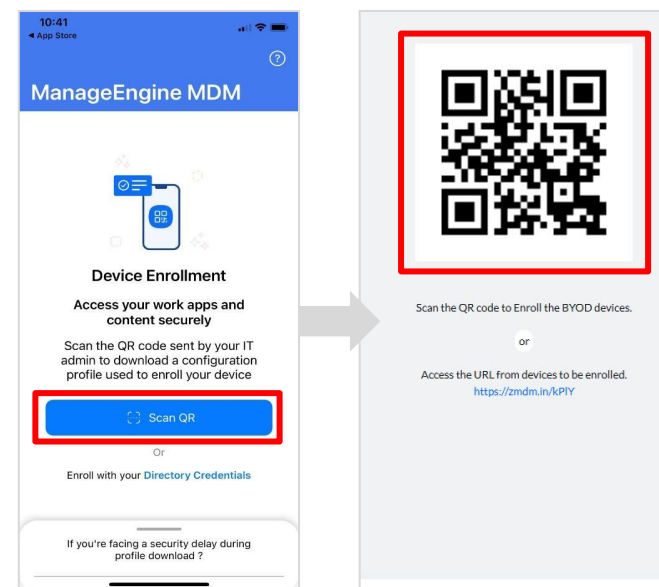 10:41
◀ App Store
ManageEngine MDM
Device Enrollment
Access your work apps and
content securely
Scan the QR code sent by your IT
admin to download a configuration
profile used to enroll your device
Scan QR
Or
Enroll with your Directory Credentials
If you're facing a security delay during
profile download ?
Scan the QR code to Enroll the BYOD devices.
or
Access the URL from devices to be enrolled.
https://zmdm.in/kPlY